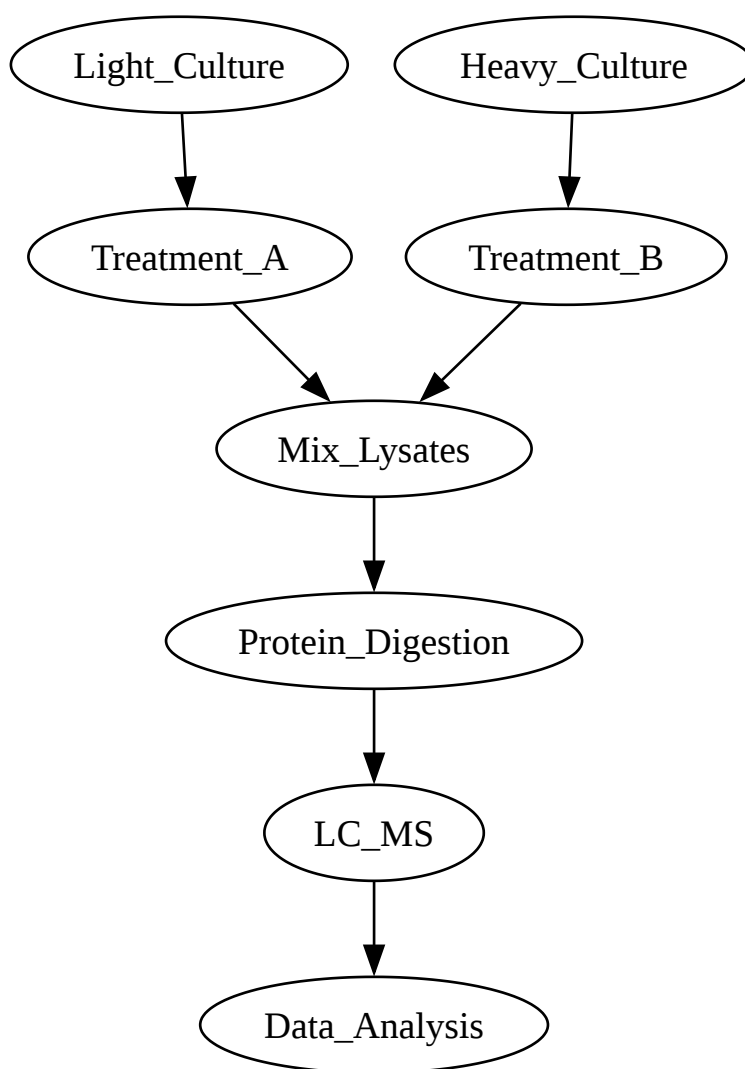 Light_Culture
Heavy_Culture
Treatment_A
Treatment_B
Mix_Lysates
Protein_Digestion
LC_MS
Data_Analysis